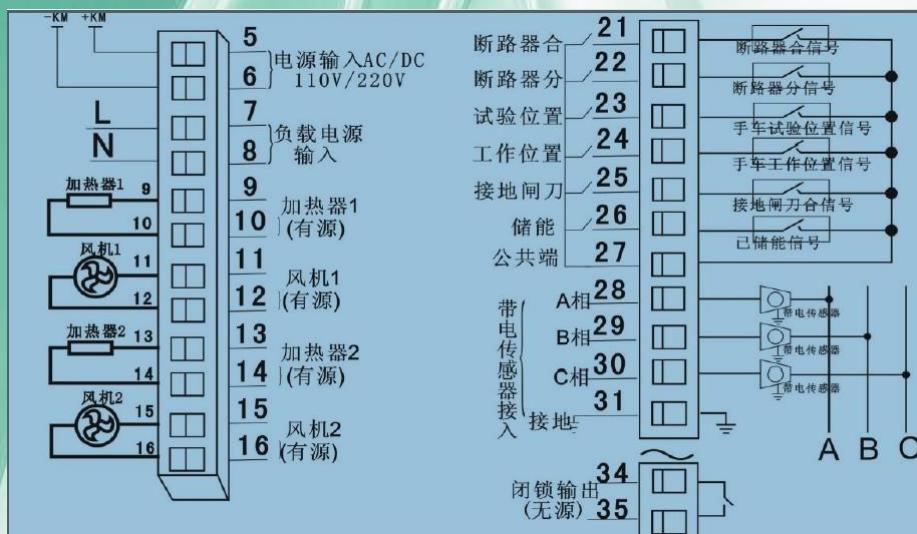 -KM +KM
5
6
电源输入AC/DC
110V/220V
L
7
N
8
负载电源
输入
加热器1
9
10
9
10
加热器1
(有源)
风机1
11
12
11
12
风机1
(有源)
加热器2
13
14
13
14
加热器2
(有源)
风机2
15
16
15
16
风机2
(有源)
断路器合 21
断路器合信号
断路器分 22
断路器分信号
试验位置 23
手车试验位置信号
工作位置 24
手车工作位置信号
接地闸刀 25
接地闸刀合信号
储能 26
已储能信号
公共端 27
带电传感器接入
A相 28
带电传感器
B相 29
带电传感器
C相 30
带电传感器
接地 31
A B C
闭锁输出
(无源)
34
35